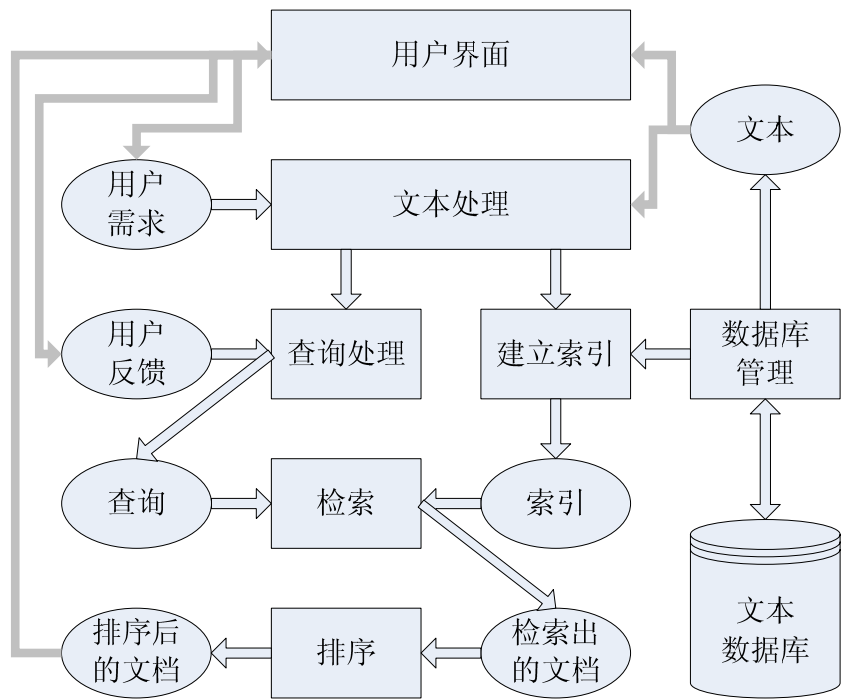 用户界面
文本
用户
需求
文本处理
用户
反馈
查询处理
建立索引
数据库
管理
查询
检索
索引
排序后
的文档
排序
检索出
的文档
文本
数据库